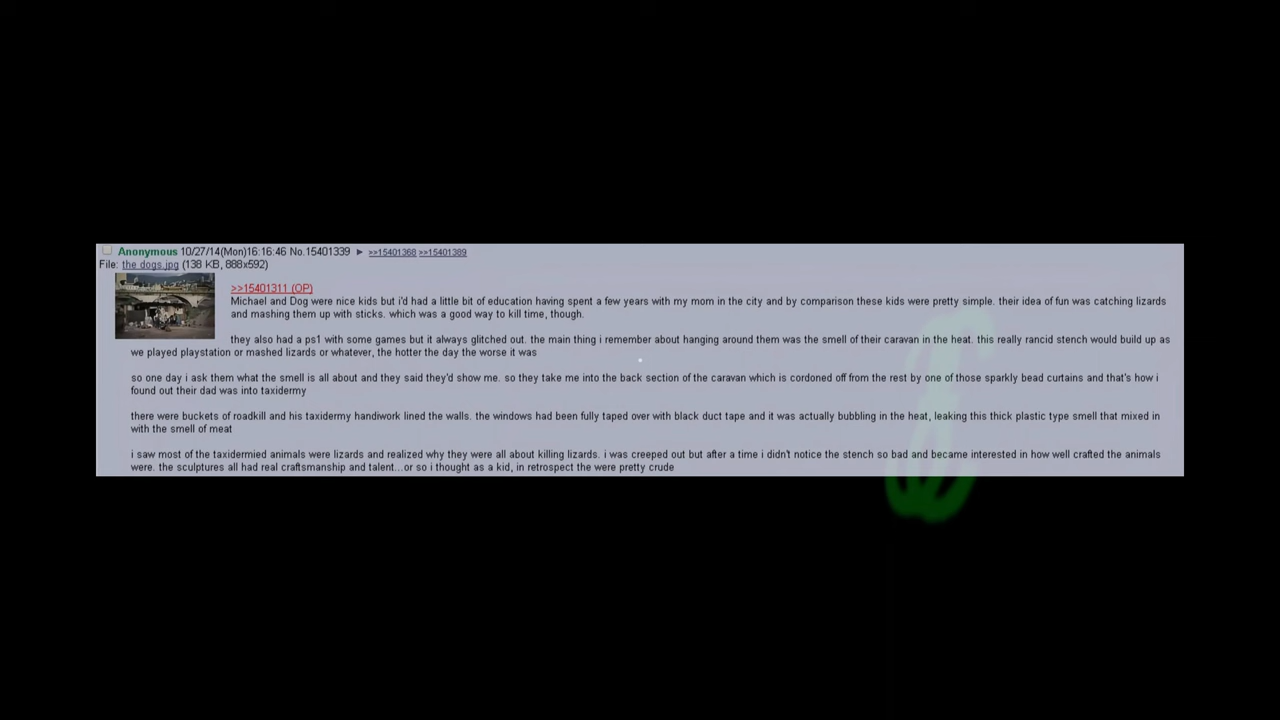 Anonymous 10/27/14(Mon)16:16:46 No.15401339 ▶ >>15401368 >>15401389
File: the dogs.jpg (138 KB, 888x592)
>>15401311 (OP)
Michael and Dog were nice kids but i'd had a little bit of education having spent a few years with my mom in the city and by comparison these kids were pretty simple. their idea of fun was catching lizards
and mashing them up with sticks. which was a good way to kill time, though.
they also had a ps1 with some games but it always glitched out. the main thing i remember about hanging around them was the smell of their caravan in the heat. this really rancid stench would build up as
we played playstation or mashed lizards or whatever, the hotter the day the worse it was
so one day i ask them what the smell is all about and they said they'd show me. so they take me into the back section of the caravan which is cordoned off from the rest by one of those sparkly bead curtains and that's how i
found out their dad was into taxidermy
there were buckets of roadkill and his taxidermy handiwork lined the walls. the windows had been fully taped over with black duct tape and it was actually bubbling in the heat, leaking this thick plastic type smell that mixed in
with the smell of meat
i saw most of the taxidermied animals were lizards and realized why they were all about killing lizards. i was creeped out but after a time i didn't notice the stench so bad and became interested in how well crafted the animals
were. the sculptures all had real craftsmanship and talent...or so i thought as a kid, in retrospect the were pretty crude